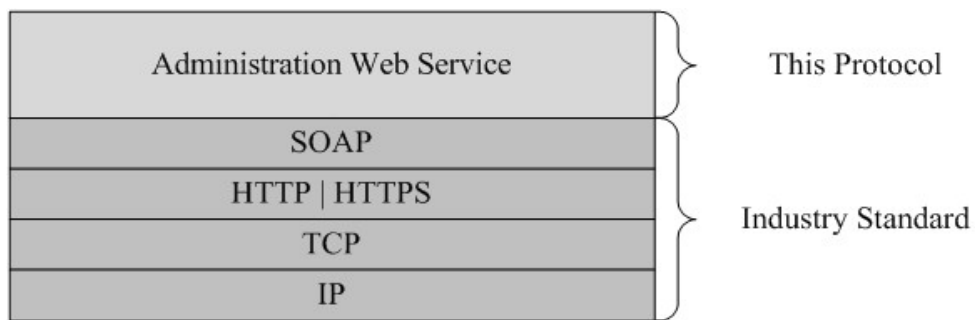 Administration Web Service
This Protocol
SOAP
HTTP | HTTPS
TCP
IP
Industry Standard